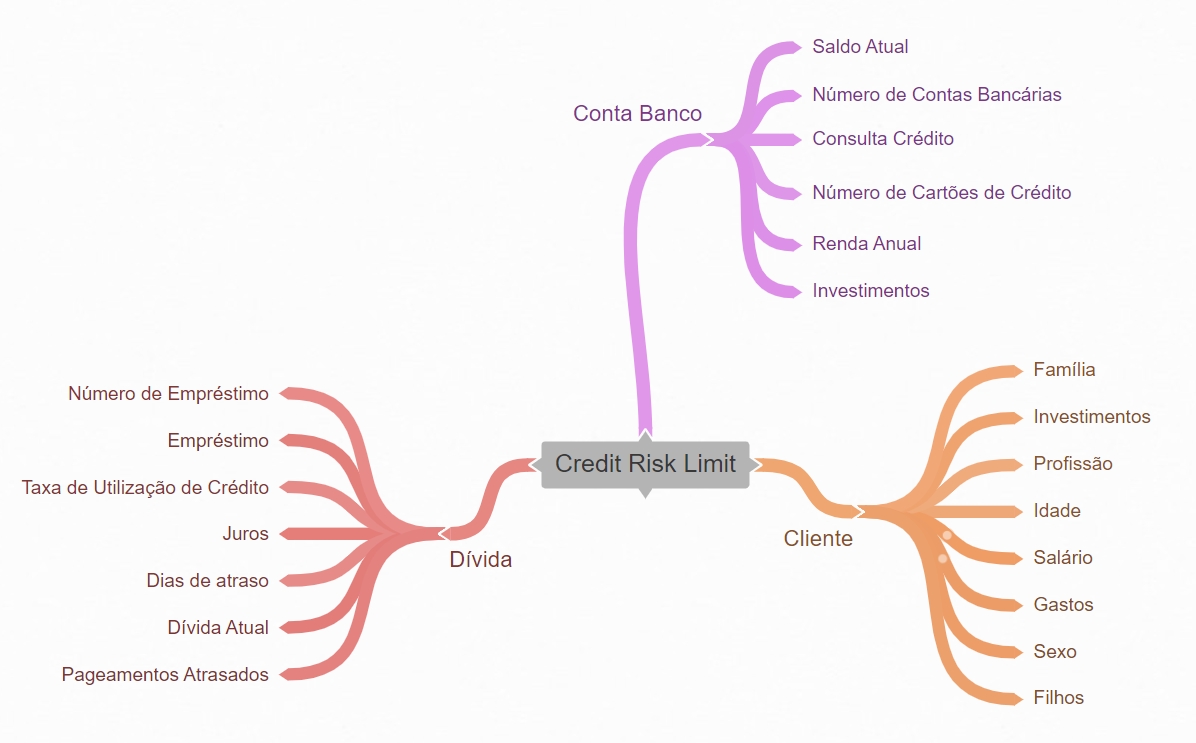 Conta Banco
Saldo Atual
Número de Contas Bancárias
Consulta Crédito
Número de Cartões de Crédito
Renda Anual
Investimentos
Credit Risk Limit
Dívida
Número de Empréstimo
Empréstimo
Taxa de Utilização de Crédito
Juros
Dias de atraso
Dívida Atual
Pageamentos Atrasados
Cliente
Família
Investimentos
Profissão
Idade
Salário
Gastos
Sexo
Filhos